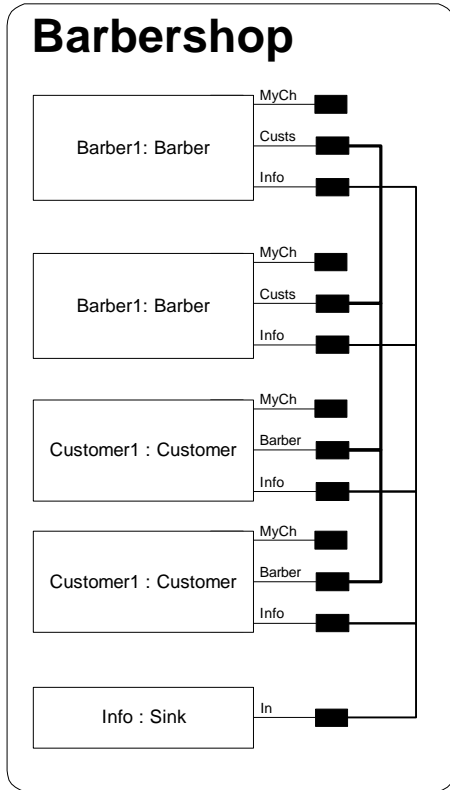 Barbershop
MyCh
Barber1: Barber
Custs
Info
MyCh
Barber1: Barber
Custs
Info
MyCh
Customer1 : Customer
Barber
Info
MyCh
Customer1 : Customer
Barber
Info
Info : Sink
In